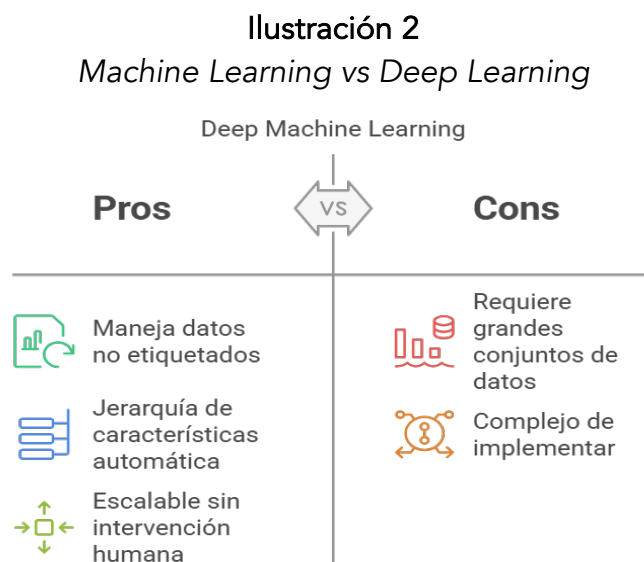 Ilustración 2
Machine Learning vs Deep Learning
Deep Machine Learning
Pros
VS
Cons
Maneja datos
no etiquetados
Jerarquía de
características
automática
Escalable sin
intervención
humana
Requiere
grandes
conjuntos de
datos
Complejo de
implementar